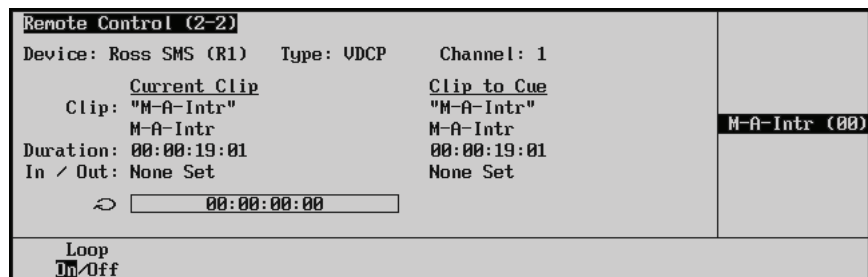 Remote Control (2-2)
Device: Ross SMS (R1) Type: VDCP Channel: 1
Current Clip Clip to Cue
Clip: "M-A-Intr" "M-A-Intr"
M-A-Intr M-A-Intr
M-A-Intr (00)
Duration: 00:00:19:01 00:00:19:01
In / Out: None Set None Set
00:00:00:00
Loop
On/Off